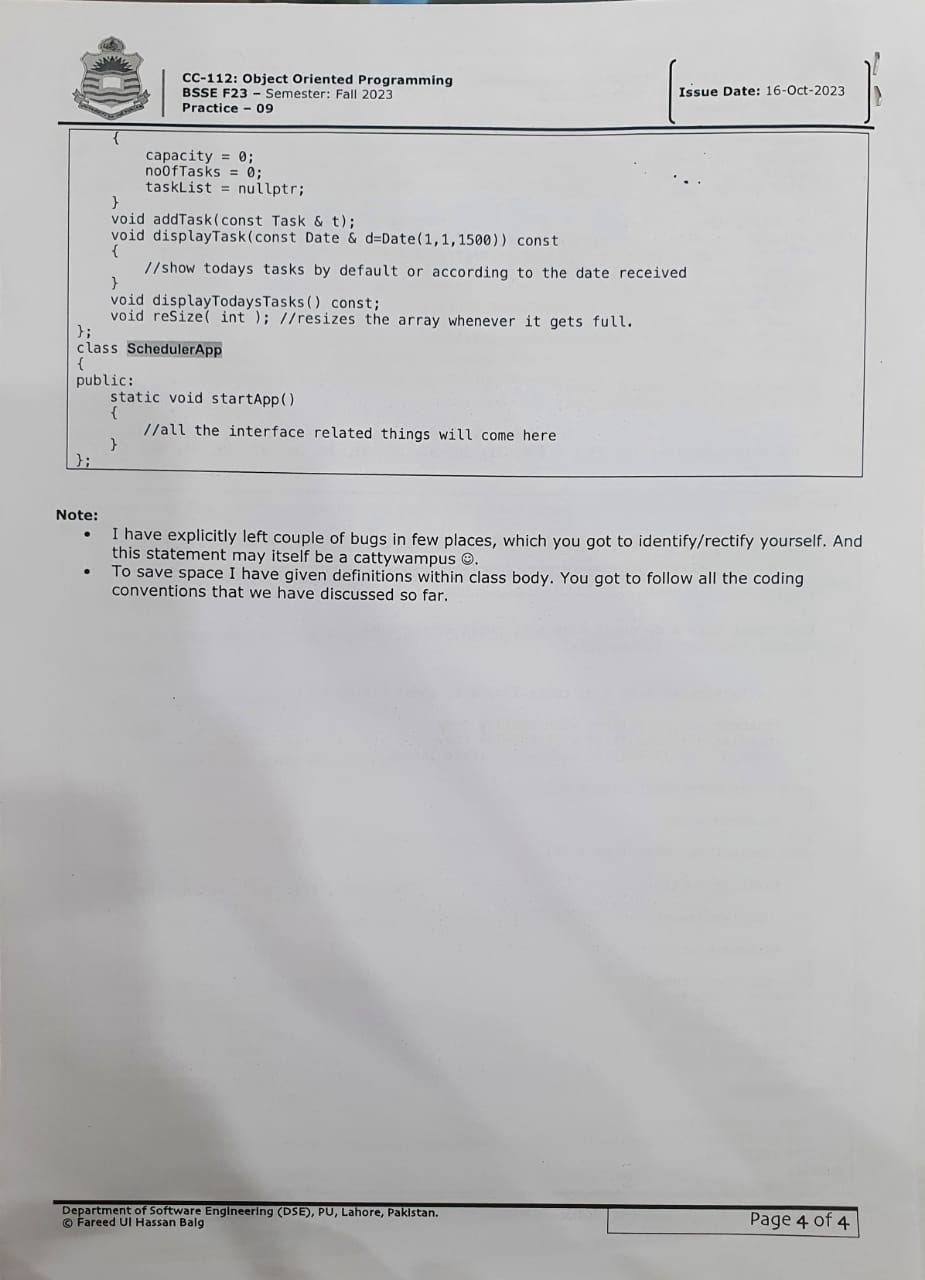 CC-112: Object Oriented Programming
BSSE F23 – Semester: Fall 2023
Practice – 09
Issue Date: 16-Oct-2023
{
capacity = 0;
noOfTasks = 0;
taskList = nullptr;
}
void addTask(const Task & t);
void displayTask(const Date & d=Date(1,1,1500)) const
{
//show todays tasks by default or according to the date received
}
void displayTodaysTasks() const;
void reSize( int ); //resizes the array whenever it gets full.
};
class SchedulerApp
{
public:
static void startApp()
{
//all the interface related things will come here
}
};
Note:
• I have explicitly left couple of bugs in few places, which you got to identify/rectify yourself. And
this statement may itself be a cattywampus ☺.
• To save space I have given definitions within class body. You got to follow all the coding
conventions that we have discussed so far.
Department of Software Engineering (DSE), PU, Lahore, Pakistan.
© Fareed Ul Hassan Baig
Page 4 of 4